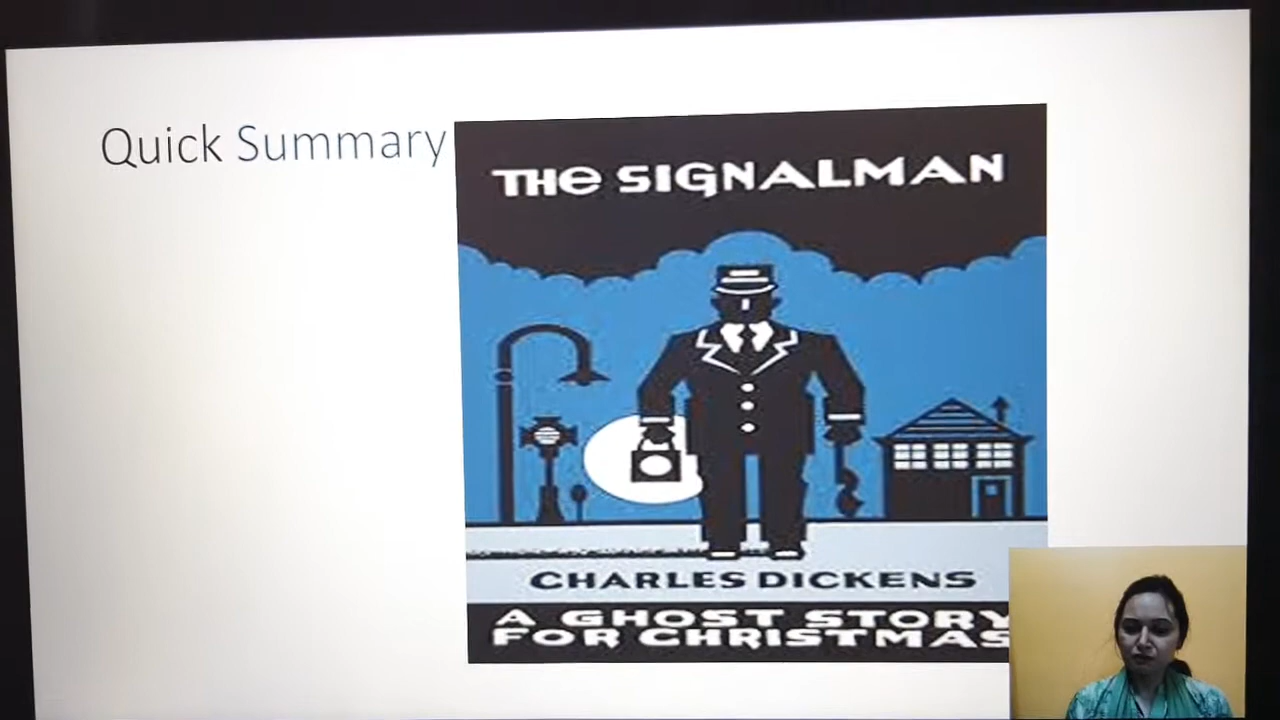 Quick Summary
THE SIGNALMAN
CHARLES DICKENS
A GHOST STORY
FOR CHRISTMAS